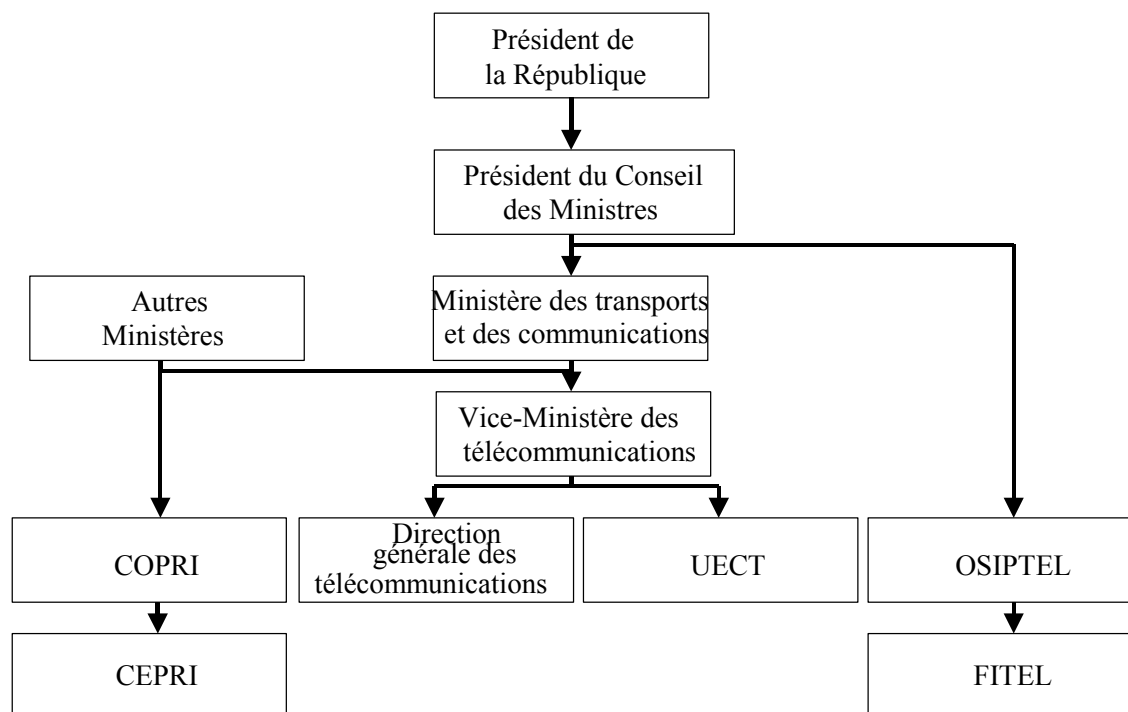 Président de
la République
Président du Conseil
des Ministres
Autres
Ministères
Ministère des transports
et des communications
Vice-Ministère des
télécommunications
COPRI
Direction
générale des
télécommunications
UECT
OSIPTEL
CEPRI
FITEL